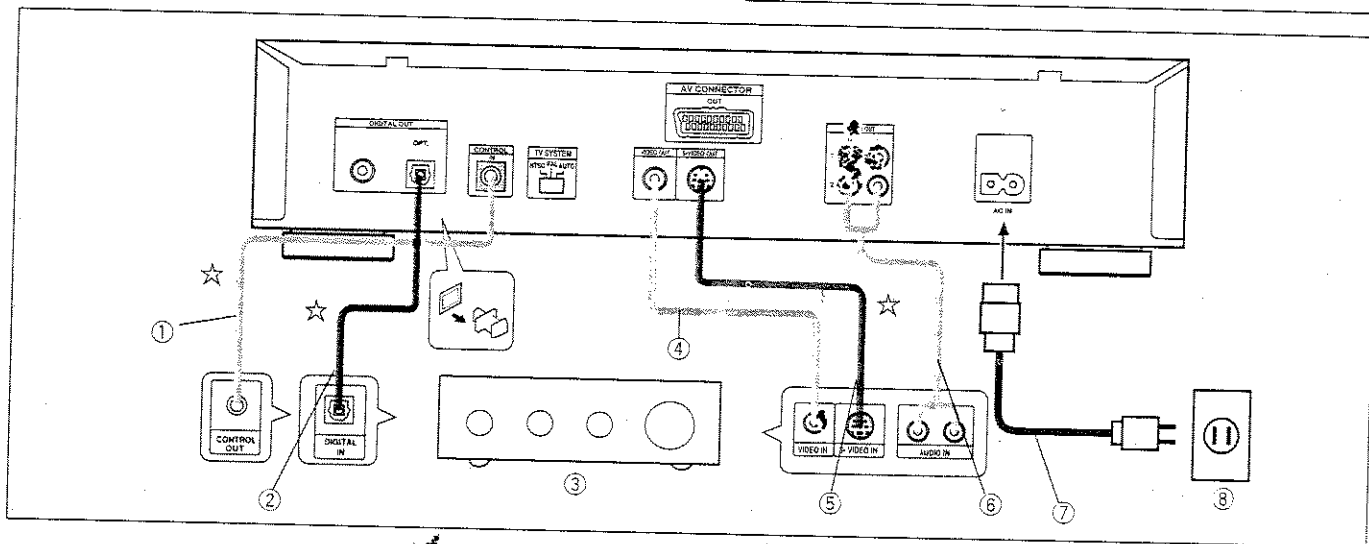 AV CONNECTOR
OUT
DIGITAL OUT
OPT.
CONTROL
IN
TV SYSTEM
NTSC PAL AUTO
VIDEO OUT
S-VIDEO OUT
OUT
AC IN
①
②
③
④
⑤
⑥
⑦
⑧
CONTROL
OUT
DIGITAL
IN
VIDEO IN
S-VIDEO IN
AUDIO IN